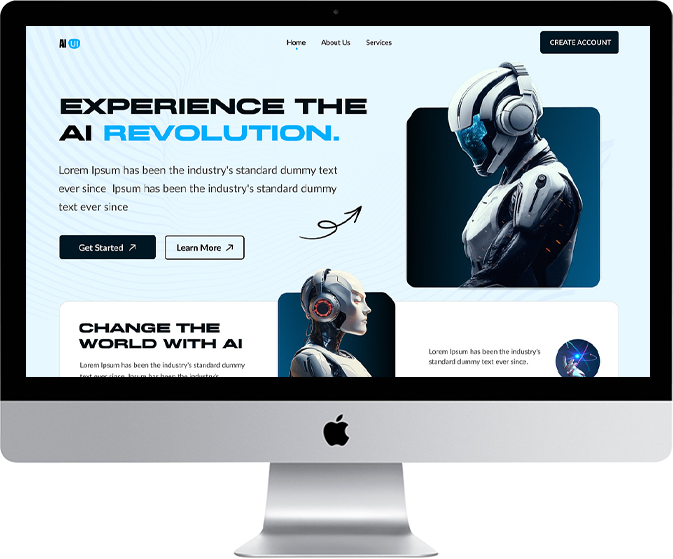 AI UI
Home About Us Services
CREATE ACCOUNT
EXPERIENCE THE
AI REVOLUTION.
Lorem Ipsum has been the industry's standard dummy text
ever since Ipsum has been the industry's standard dummy
text ever since
Get Started
Learn More
CHANGE THE
WORLD WITH AI
Lorem Ipsum has been the industry's standard dummy
text ever since, Ipsum has been the industry's
Lorem Ipsum has been the industry's
standard dummy text ever since.